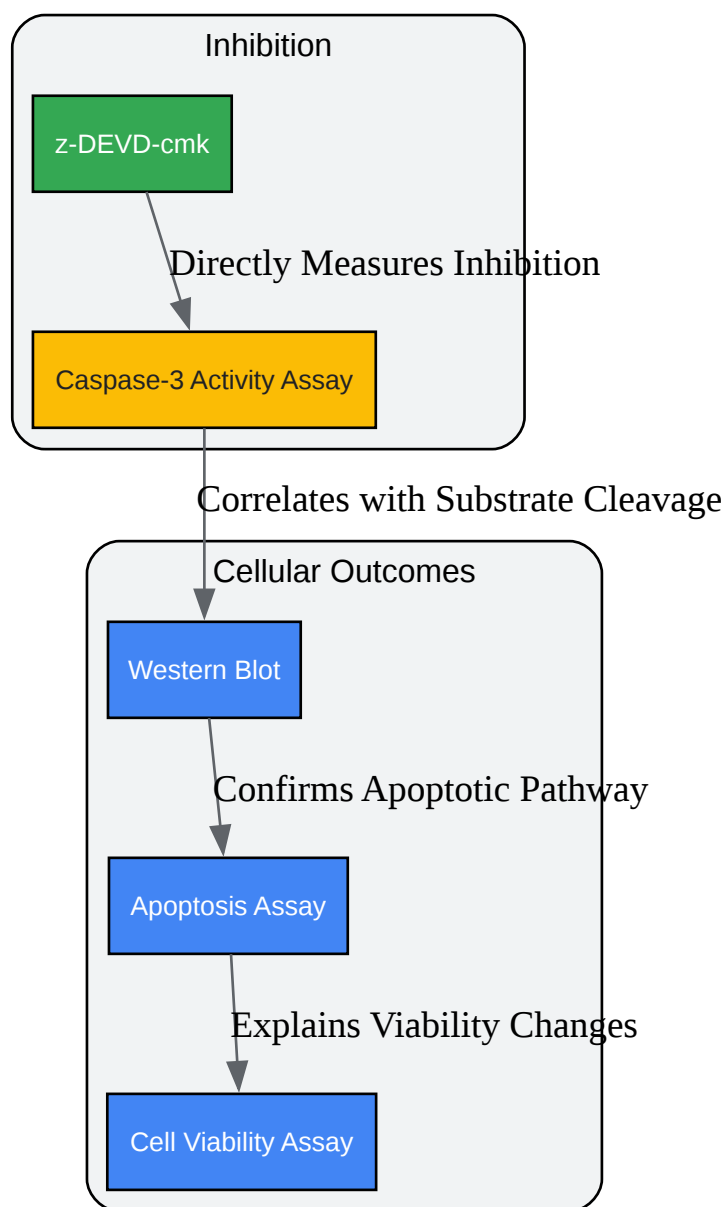 Inhibition
z-DEVD-cmk
Directly Measures Inhibition
Caspase-3 Activity Assay
Correlates with Substrate Cleavage
Cellular Outcomes
Western Blot
Confirms Apoptotic Pathway
Apoptosis Assay
Explains Viability Changes
Cell Viability Assay